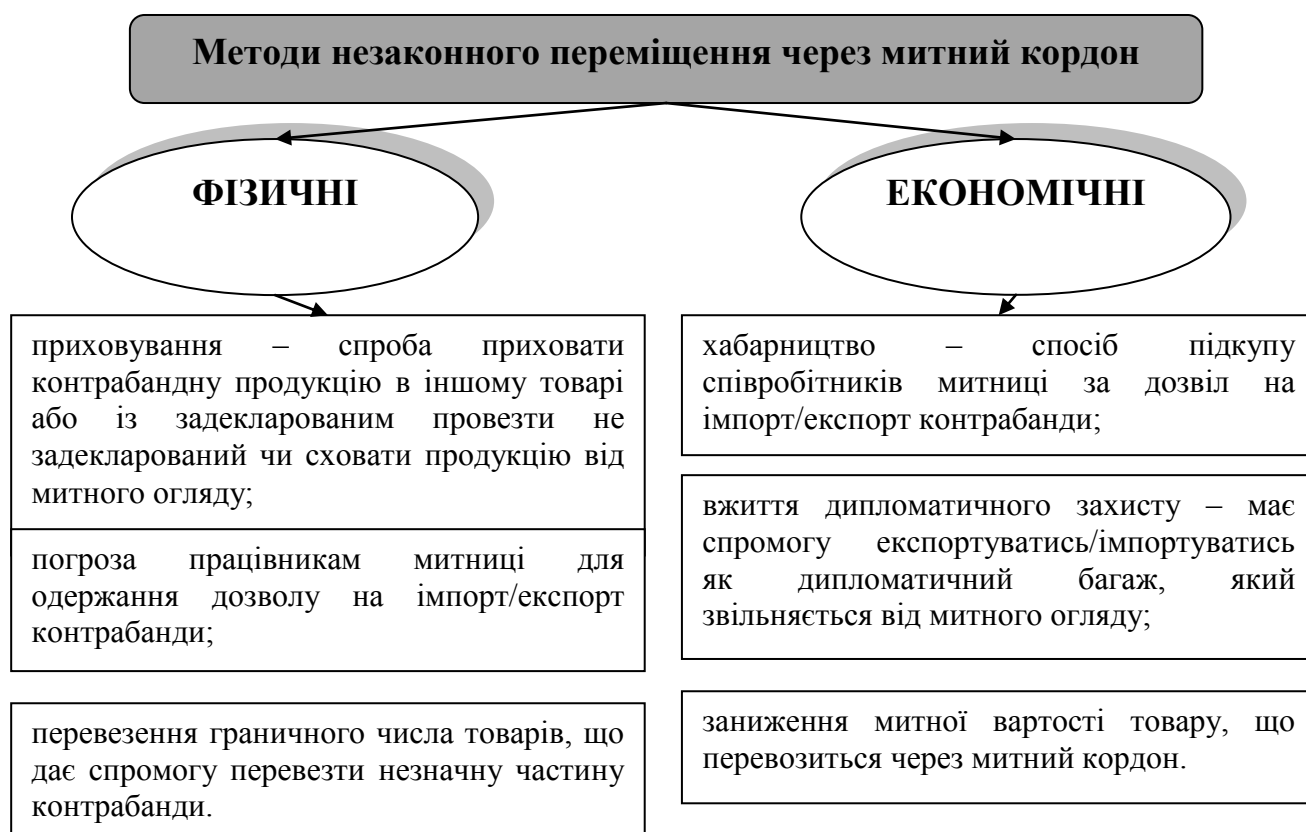 Методи незаконного переміщення через митний кордон
ФІЗИЧНІ
приховування – спроба приховати
контрабандну продукцію в іншому товарі
або із задекларованим провезти не
задекларований чи сховати продукцію від
митного огляду;
погроза працівникам митниці для
одержання дозволу на імпорт/експорт
контрабанди;
перевезення граничного числа товарів, що
дає спромогу перевезти незначну частину
контрабанди.
ЕКОНОМІЧНІ
хабарництво – спосіб підкупу
співробітників митниці за дозвіл на
імпорт/експорт контрабанди;
вжиття дипломатичного захисту – має
спромогу експортуватись/імпортуватись
як дипломатичний багаж, який
звільняється від митного огляду;
заниження митної вартості товару, що
перевозиться через митний кордон.